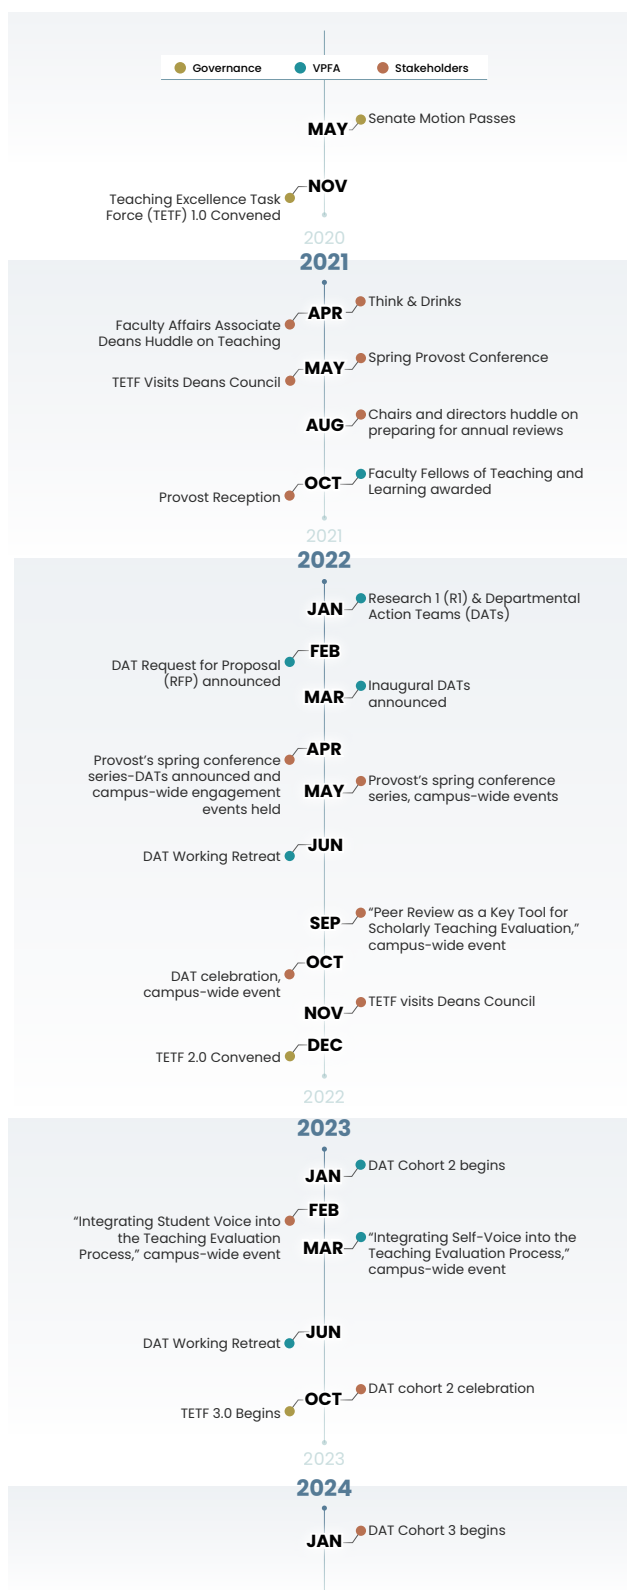 Governance VPFA Stakeholders
MAY
Senate Motion Passes
NOV
Teaching Excellence Task
Force (TETF) 1.0 Convened
2020
2021
APR
Think & Drinks
Faculty Affairs Associate
Deans Huddle on Teaching
MAY
Spring Provost Conference
TETF Visits Deans Council
AUG
Chairs and directors huddle on
preparing for annual reviews
OCT
Faculty Fellows of Teaching and
Learning awarded
Provost Reception
2021
2022
JAN
Research 1 (R1) & Departmental
Action Teams (DATs)
FEB
DAT Request for Proposal
(RFP) announced
MAR
Inaugural DATs
announced
APR
Provost’s spring conference
series-DATs announced and
campus-wide engagement
events held
MAY
Provost’s spring conference
series, campus-wide events
JUN
DAT Working Retreat
SEP
“Peer Review as a Key Tool for
Scholarly Teaching Evaluation,”
campus-wide event
OCT
DAT celebration,
campus-wide event
NOV
TETF visits Deans Council
DEC
TETF 2.0 Convened
2022
2023
JAN
DAT Cohort 2 begins
FEB
“Integrating Student Voice into
the Teaching Evaluation
Process,” campus-wide event
MAR
“Integrating Self-Voice into the
Teaching Evaluation Process,”
campus-wide event
JUN
DAT Working Retreat
OCT
DAT cohort 2 celebration
TETF 3.0 Begins
2023
2024
JAN
DAT Cohort 3 begins